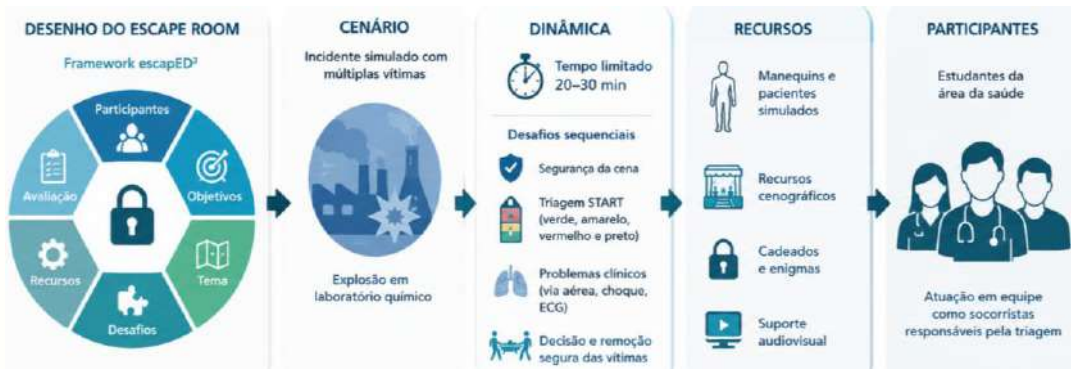 DESENHO DO ESCAPE ROOM
Framework escapED²
Participantes
Avaliação
Objetivos
Recursos
Tema
Desafios
CENÁRIO
Incidente simulado com
múltiplas vítimas
Explosão em
laboratório químico
DINÂMICA
Tempo limitado
20–30 min
Desafios sequenciais
Segurança da cena
Triagem START
(verde, amarelo,
vermelho e preto)
Problemas clínicos
(via aérea, choque,
ECG)
Decisão e remoção
segura das vítimas
RECURSOS
Manequins e
pacientes
simulados
Recursos
cenográficos
Cadeados
e enigmas
Suporte
audiovisual
PARTICIPANTES
Estudantes da
área da saúde
Atuação em equipe
como socorristas
responsáveis pela triagem